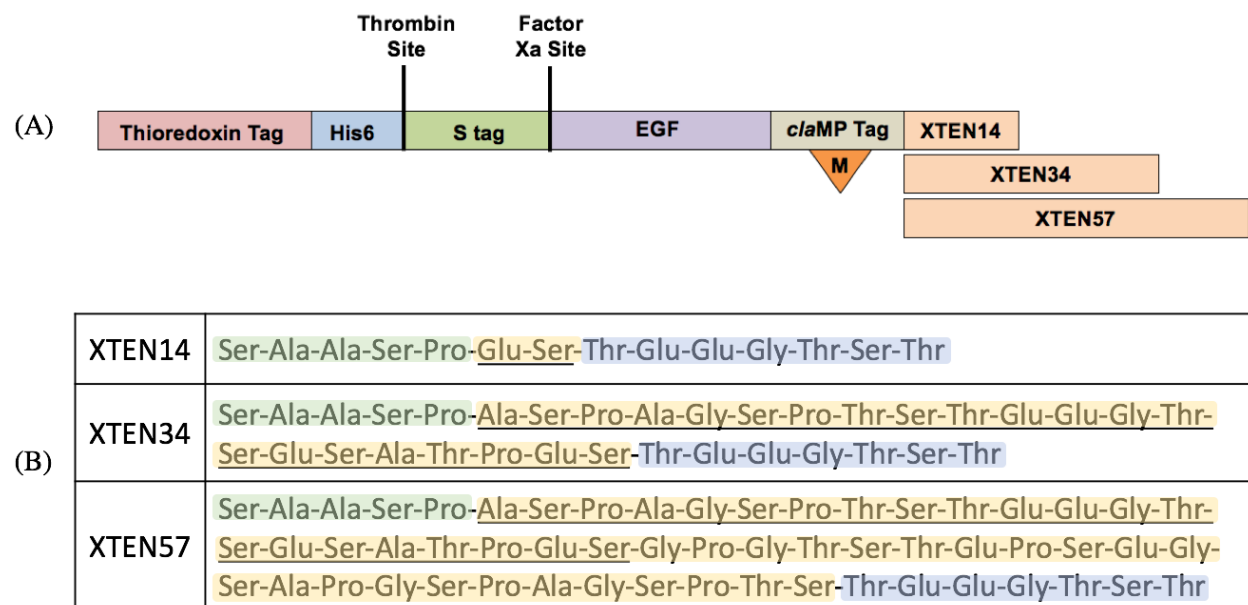 Thrombin
Site
Factor
Xa Site
(A)
Thioredoxin Tag
His6
S tag
EGF
claMP Tag
XTEN14
M
XTEN34
XTEN57
(B)
XTEN14
Ser-Ala-Ala-Ser-Pro-Glu-Ser-Thr-Glu-Glu-Gly-Thr-Ser-Thr
XTEN34
Ser-Ala-Ala-Ser-Pro-Ala-Ser-Pro-Ala-Gly-Ser-Pro-Thr-Ser-Thr-Glu-Glu-Gly-Thr-
Ser-Glu-Ser-Ala-Thr-Pro-Glu-Ser-Thr-Glu-Glu-Gly-Thr-Ser-Thr
XTEN57
Ser-Ala-Ala-Ser-Pro-Ala-Ser-Pro-Ala-Gly-Ser-Pro-Thr-Ser-Thr-Glu-Glu-Gly-Thr-
Ser-Glu-Ser-Ala-Thr-Pro-Glu-Ser-Gly-Pro-Gly-Thr-Ser-Thr-Glu-Pro-Ser-Glu-Gly-
Ser-Ala-Pro-Gly-Ser-Pro-Ala-Gly-Ser-Pro-Thr-Ser-Thr-Glu-Glu-Gly-Thr-Ser-Thr